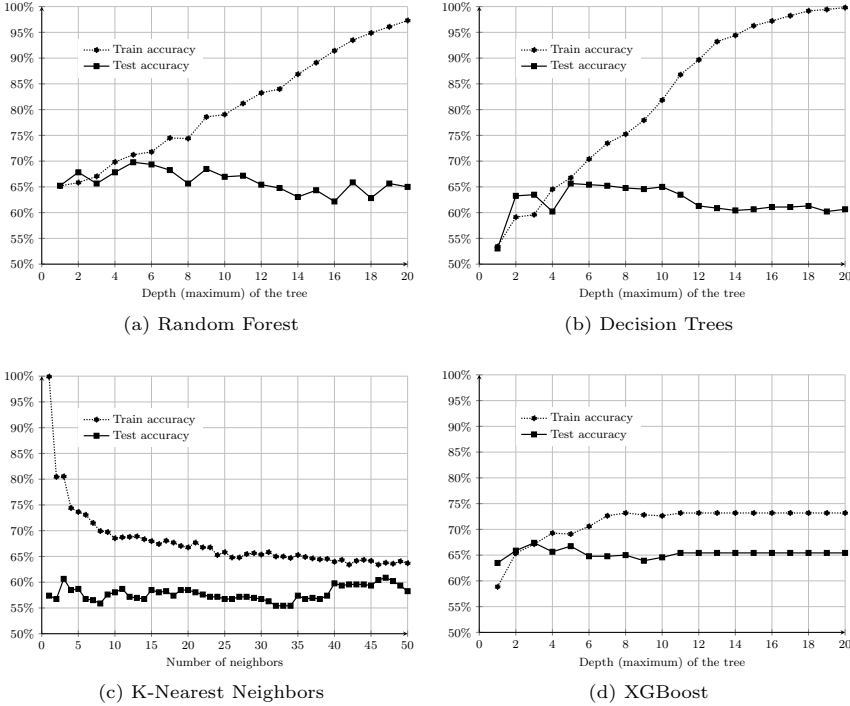 100%
95%
90%
85%
80%
75%
70%
65%
60%
55%
50%
Train accuracy
Test accuracy
0 2 4 6 8 10 12 14 16 18 20
Depth (maximum) of the tree
(a) Random Forest
100%
95%
90%
85%
80%
75%
70%
65%
60%
55%
50%
Train accuracy
Test accuracy
0 2 4 6 8 10 12 14 16 18 20
Depth (maximum) of the tree
(b) Decision Trees
100%
95%
90%
85%
80%
75%
70%
65%
60%
55%
50%
Train accuracy
Test accuracy
0 5 10 15 20 25 30 35 40 45 50
Number of neighbors
(c) K-Nearest Neighbors
100%
95%
90%
85%
80%
75%
70%
65%
60%
55%
50%
Train accuracy
Test accuracy
0 2 4 6 8 10 12 14 16 18 20
Depth (maximum) of the tree
(d) XGBoost